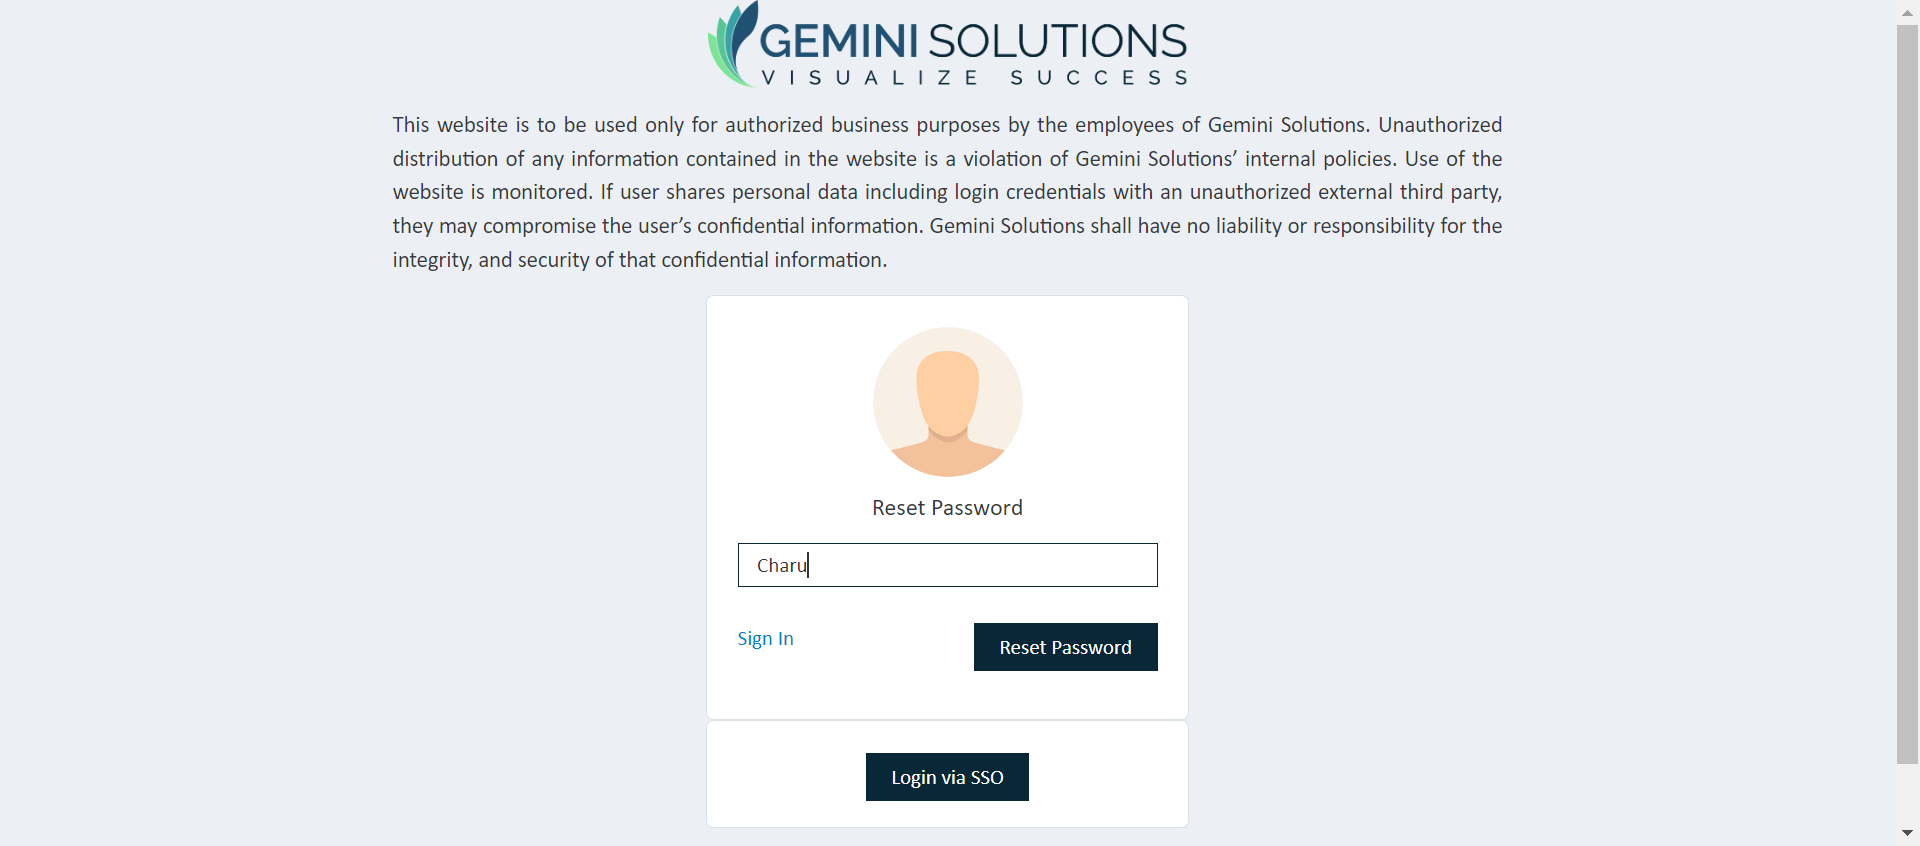 GEMINI SOLUTIONS
VISUALIZE SUCCESS
This website is to be used only for authorized business purposes by the employees of Gemini Solutions. Unauthorized
distribution of any information contained in the website is a violation of Gemini Solutions’ internal policies. Use of the
website is monitored. If user shares personal data including login credentials with an unauthorized external third party,
they may compromise the user’s confidential information. Gemini Solutions shall have no liability or responsibility for the
integrity, and security of that confidential information.
Reset Password
Charu
Sign In
Reset Password
Login via SSO